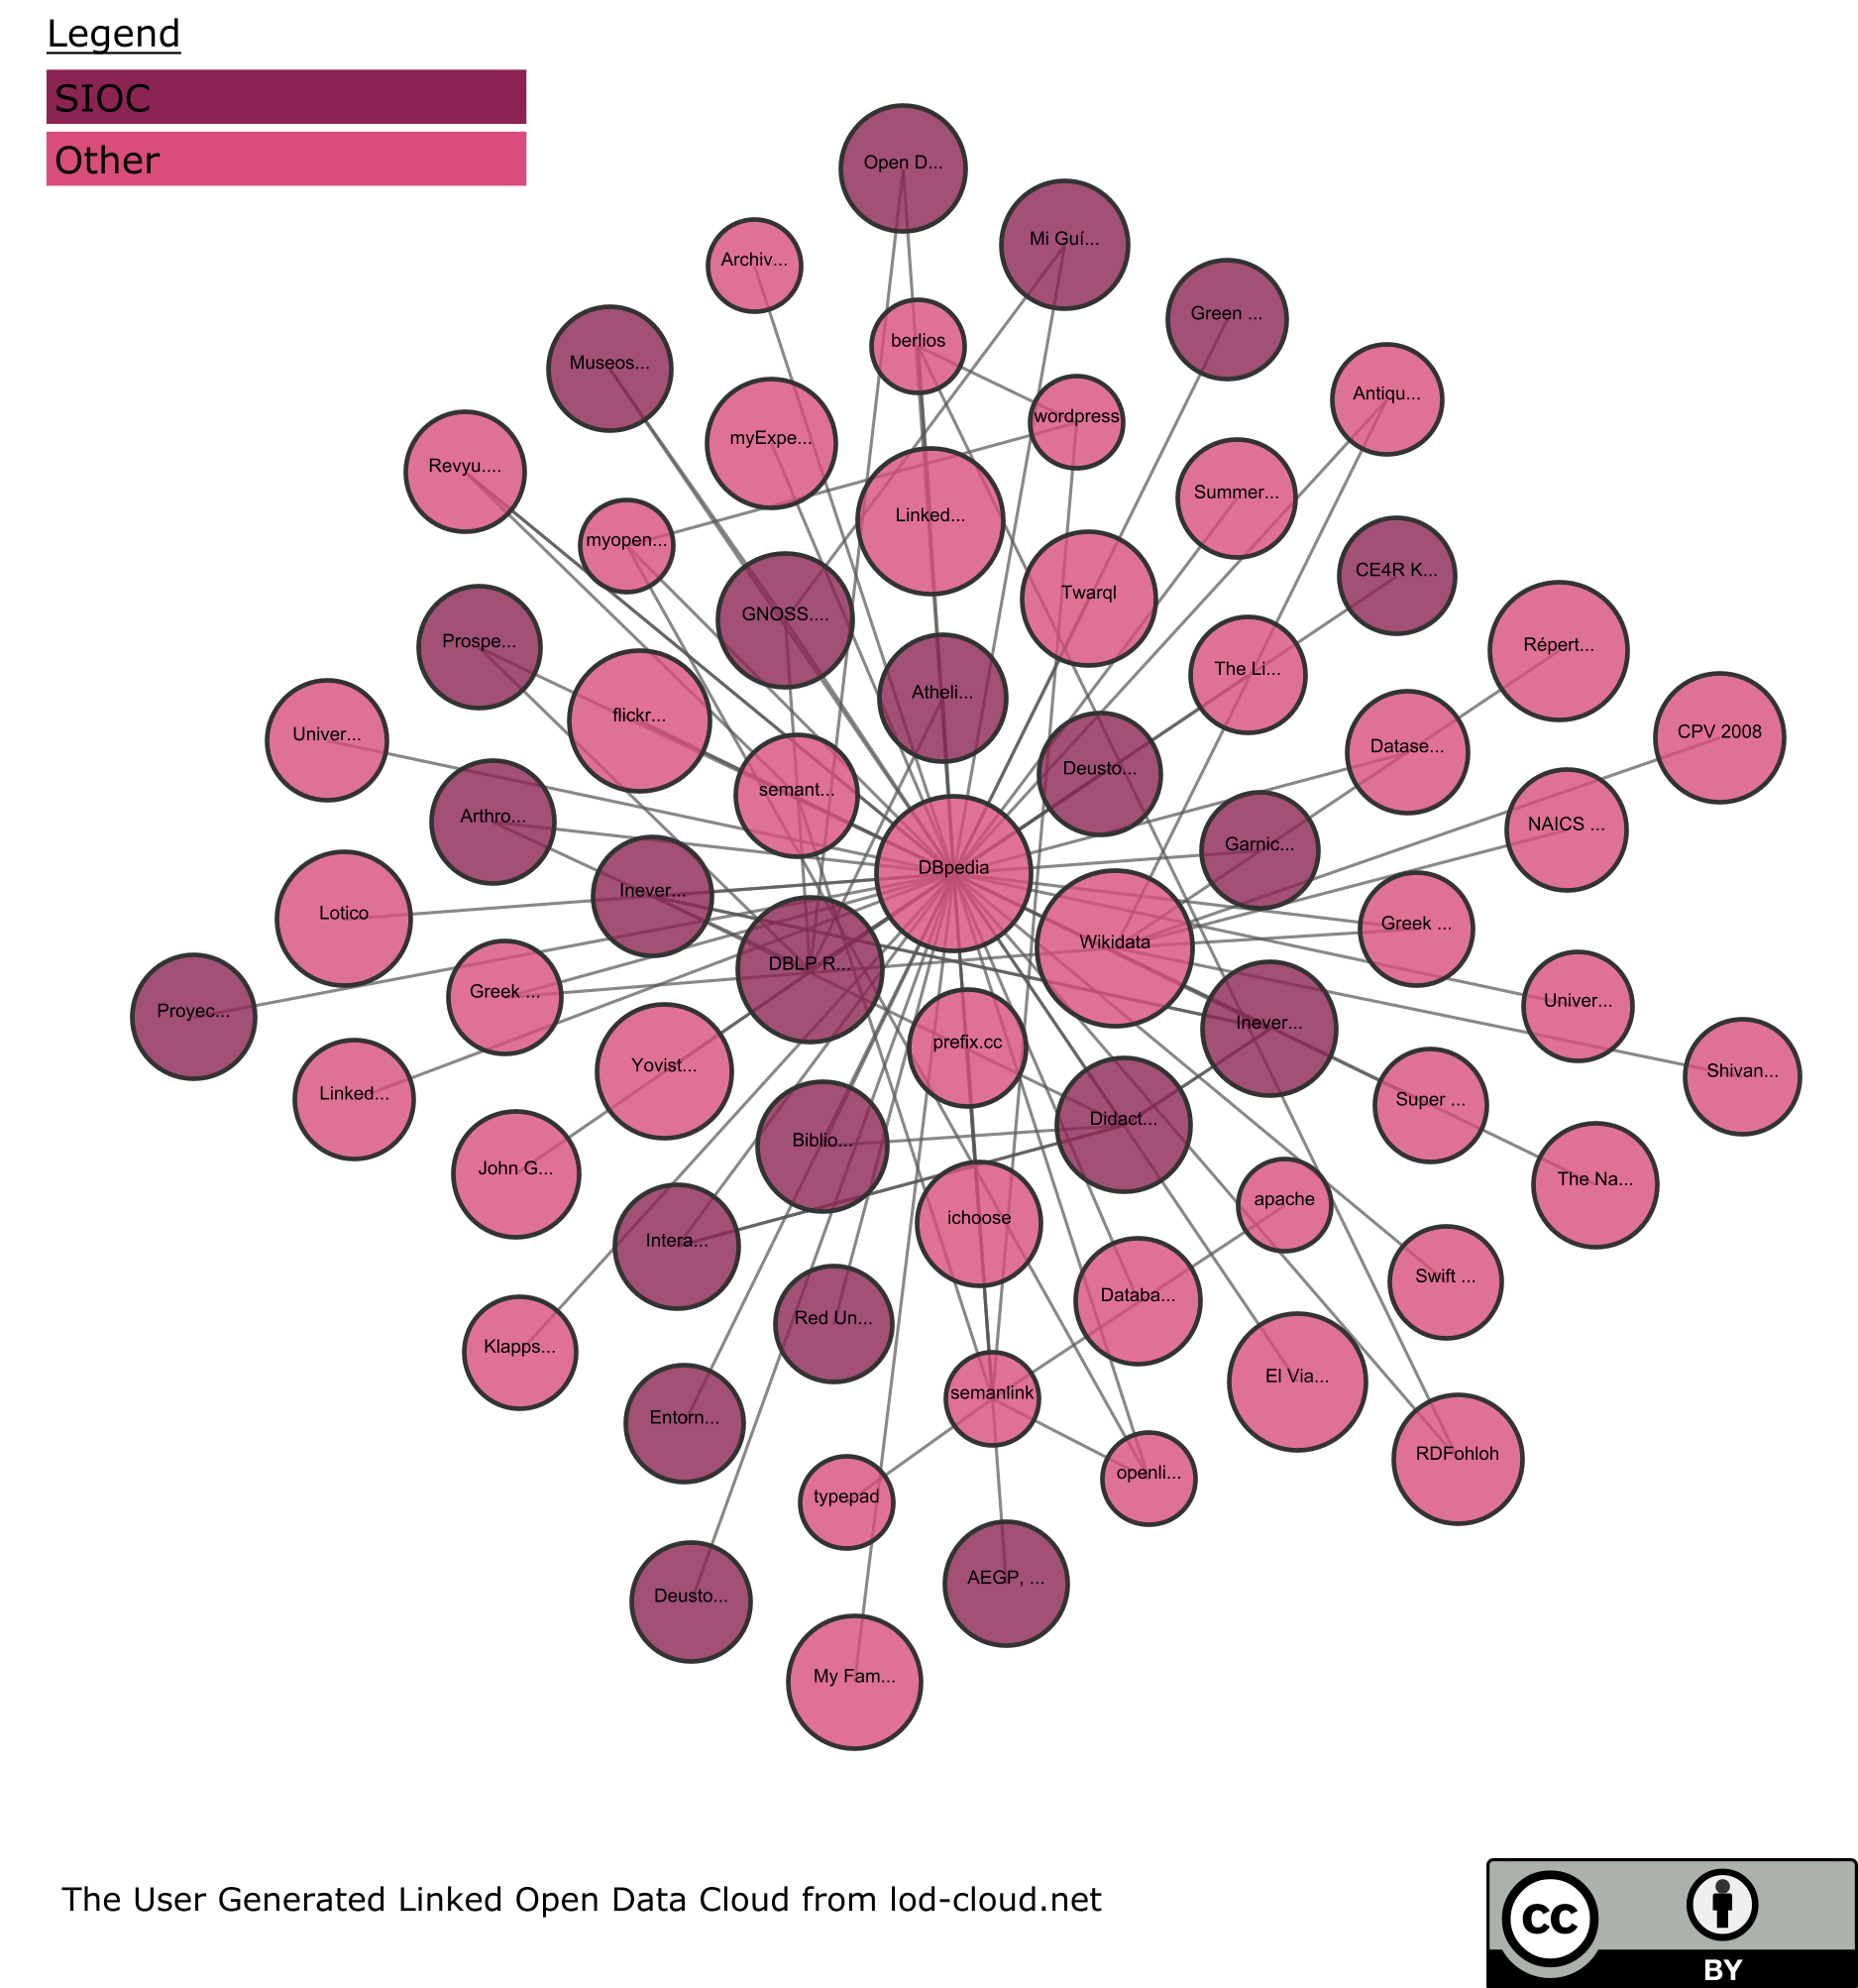 Legend
SIOC
Other
Open D...
Mi Guí...
Archiv...
Green ...
berlios
Museos...
Antiqu...
wordpress
myExpe...
Revyu....
Summer...
Linked...
myopen...
CE4R K...
Twarql
GNOSS....
Prospe...
Répert...
The Li...
Atheli...
flickr...
Univer...
CPV 2008
Datase...
Deusto...
semant...
Arthro...
NAICS ...
Garnic...
DBpedia
Inever...
Lotico
Greek ...
Wikidata
DBLP R...
Greek ...
Univer...
Proyec...
Inever...
prefix.cc
Yovist...
Shivan...
Linked...
Super ...
Didact...
Biblio...
John G...
The Na...
apache
ichoose
Intera...
Swift ...
Databa...
Red Un...
Klapps...
El Via...
semanlink
Entorn...
RDFohloh
openli...
typepad
AEGP, ...
Deusto...
My Fam...
The User Generated Linked Open Data Cloud from lod-cloud.net
cc
BY